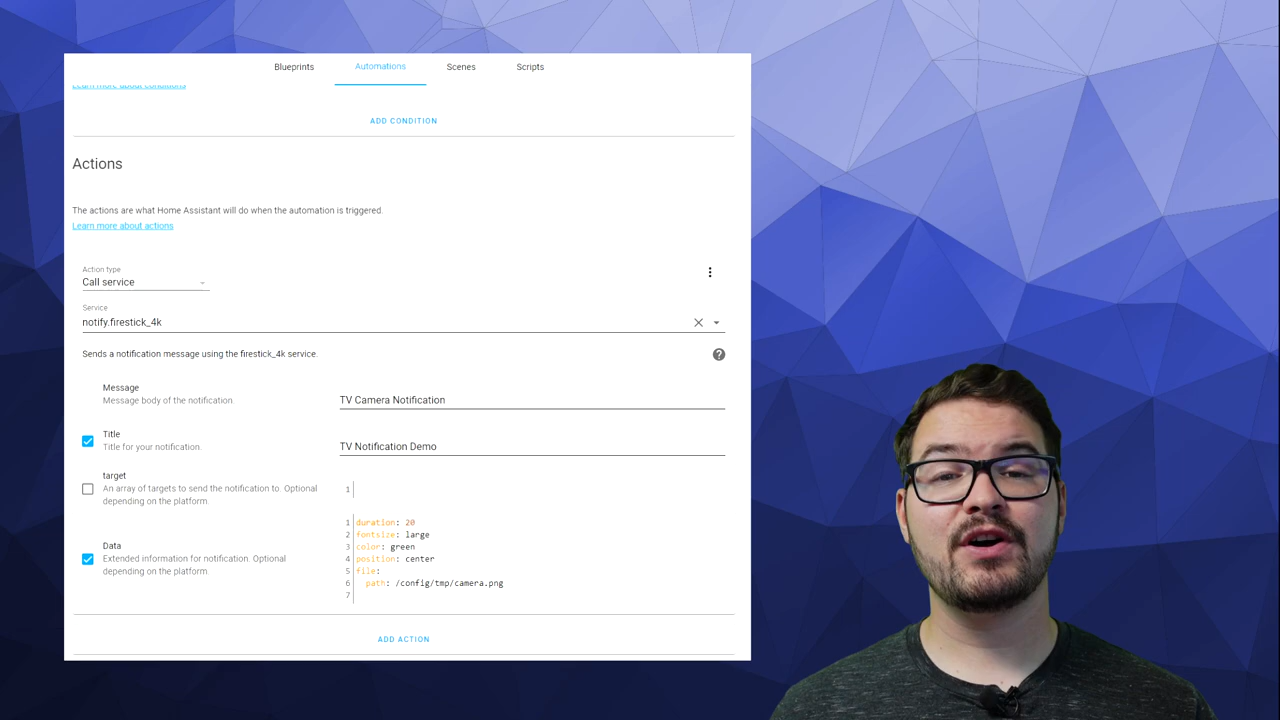 Blueprints
Automations
Scenes
Scripts
Learn more about conditions
ADD CONDITION
Actions
The actions are what Home Assistant will do when the automation is triggered.
Learn more about actions
Action type
Call service
Service
notify.firestick_4k
Sends a notification message using the firestick_4k service.
Message
Message body of the notification.
TV Camera Notification
Title
Title for your notification.
TV Notification Demo
target
An array of targets to send the notification to. Optional
depending on the platform
1
Data
Extended information for notification. Optional
depending on the platform.
1 duration: 20
2 fontsize: large
3 color: green
4 position: center
5 file:
6 path: /config/tmp/camera.png
7
ADD ACTION